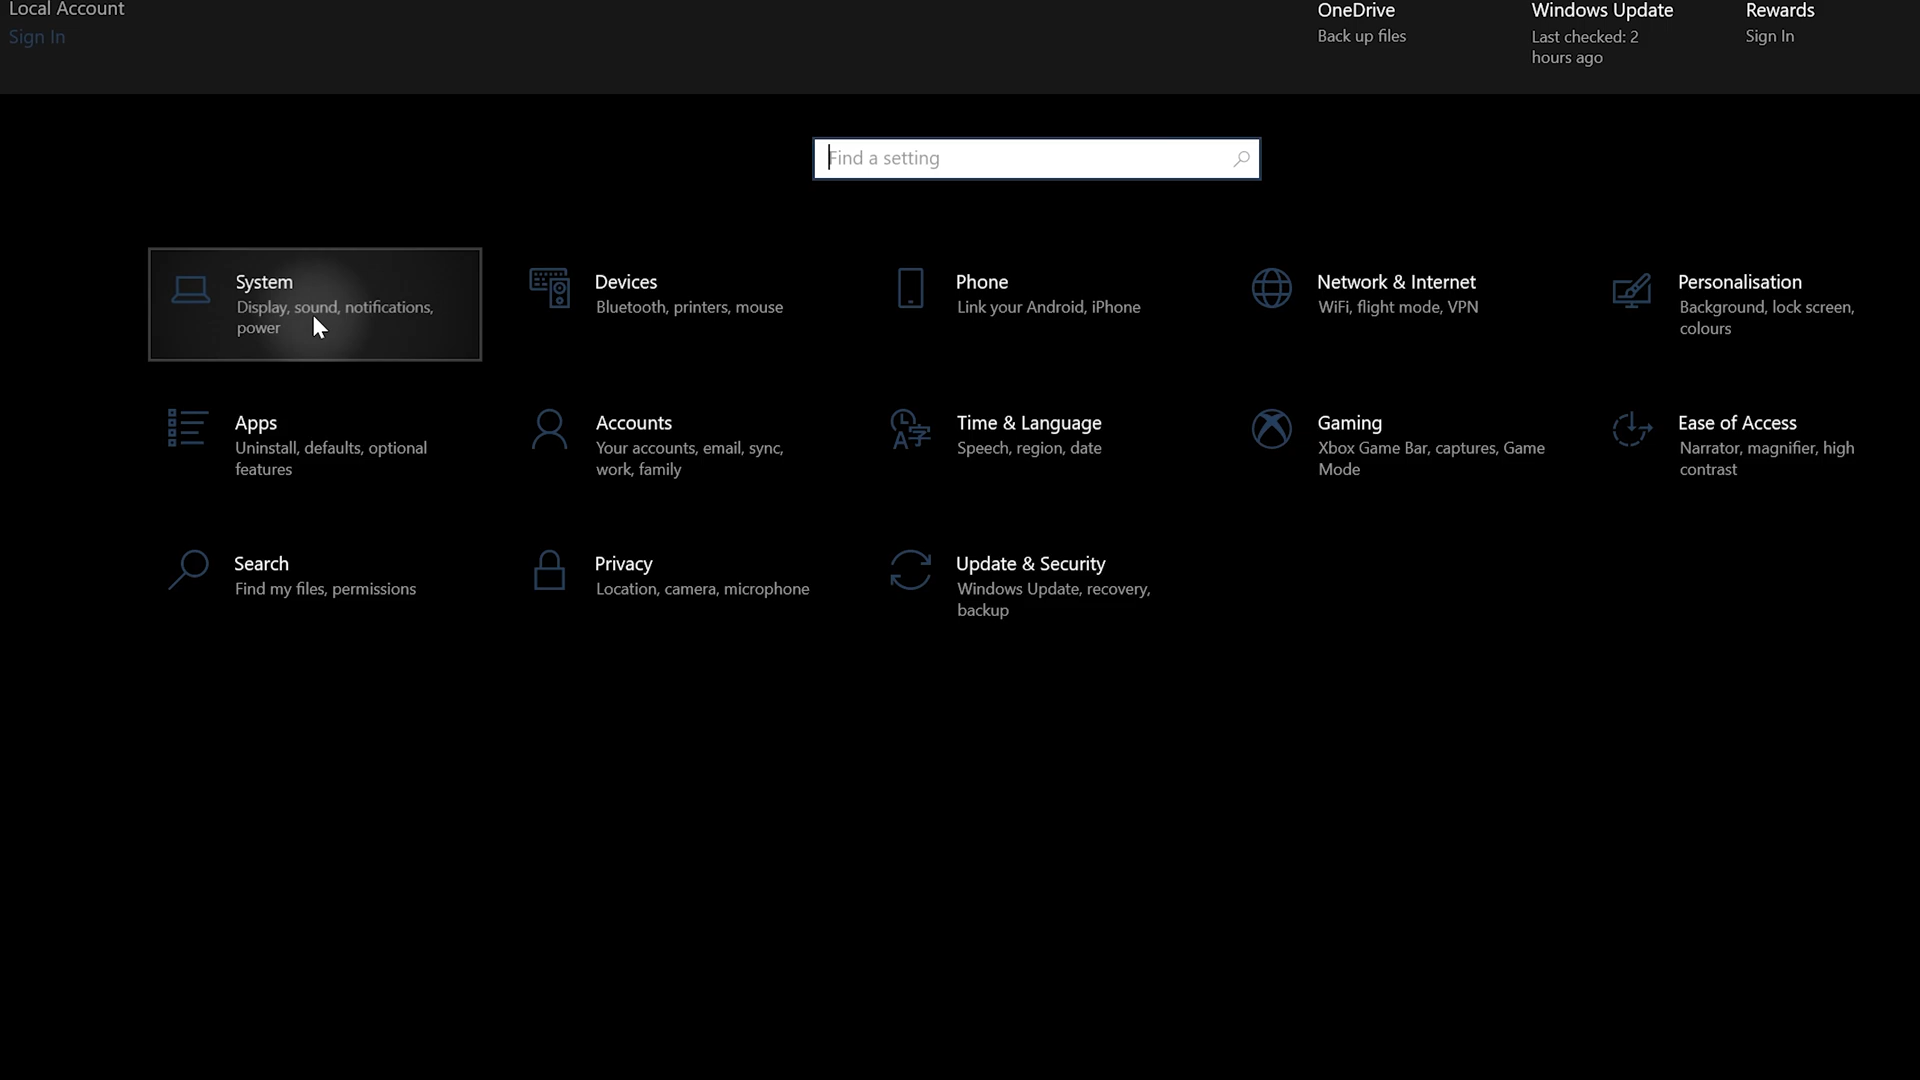 Local Account
Sign In
OneDrive
Back up files
Windows Update
Last checked: 2
hours ago
Rewards
Sign In
Find a setting
System
Display, sound, notifications,
power
Devices
Bluetooth, printers, mouse
Phone
Link your Android, iPhone
Network & Internet
WiFi, flight mode, VPN
Personalisation
Background, lock screen,
colours
Apps
Uninstall, defaults, optional
features
Accounts
Your accounts, email, sync,
work, family
Time & Language
Speech, region, date
Gaming
Xbox Game Bar, captures, Game
Mode
Ease of Access
Narrator, magnifier, high
contrast
Search
Find my files, permissions
Privacy
Location, camera, microphone
Update & Security
Windows Update, recovery,
backup